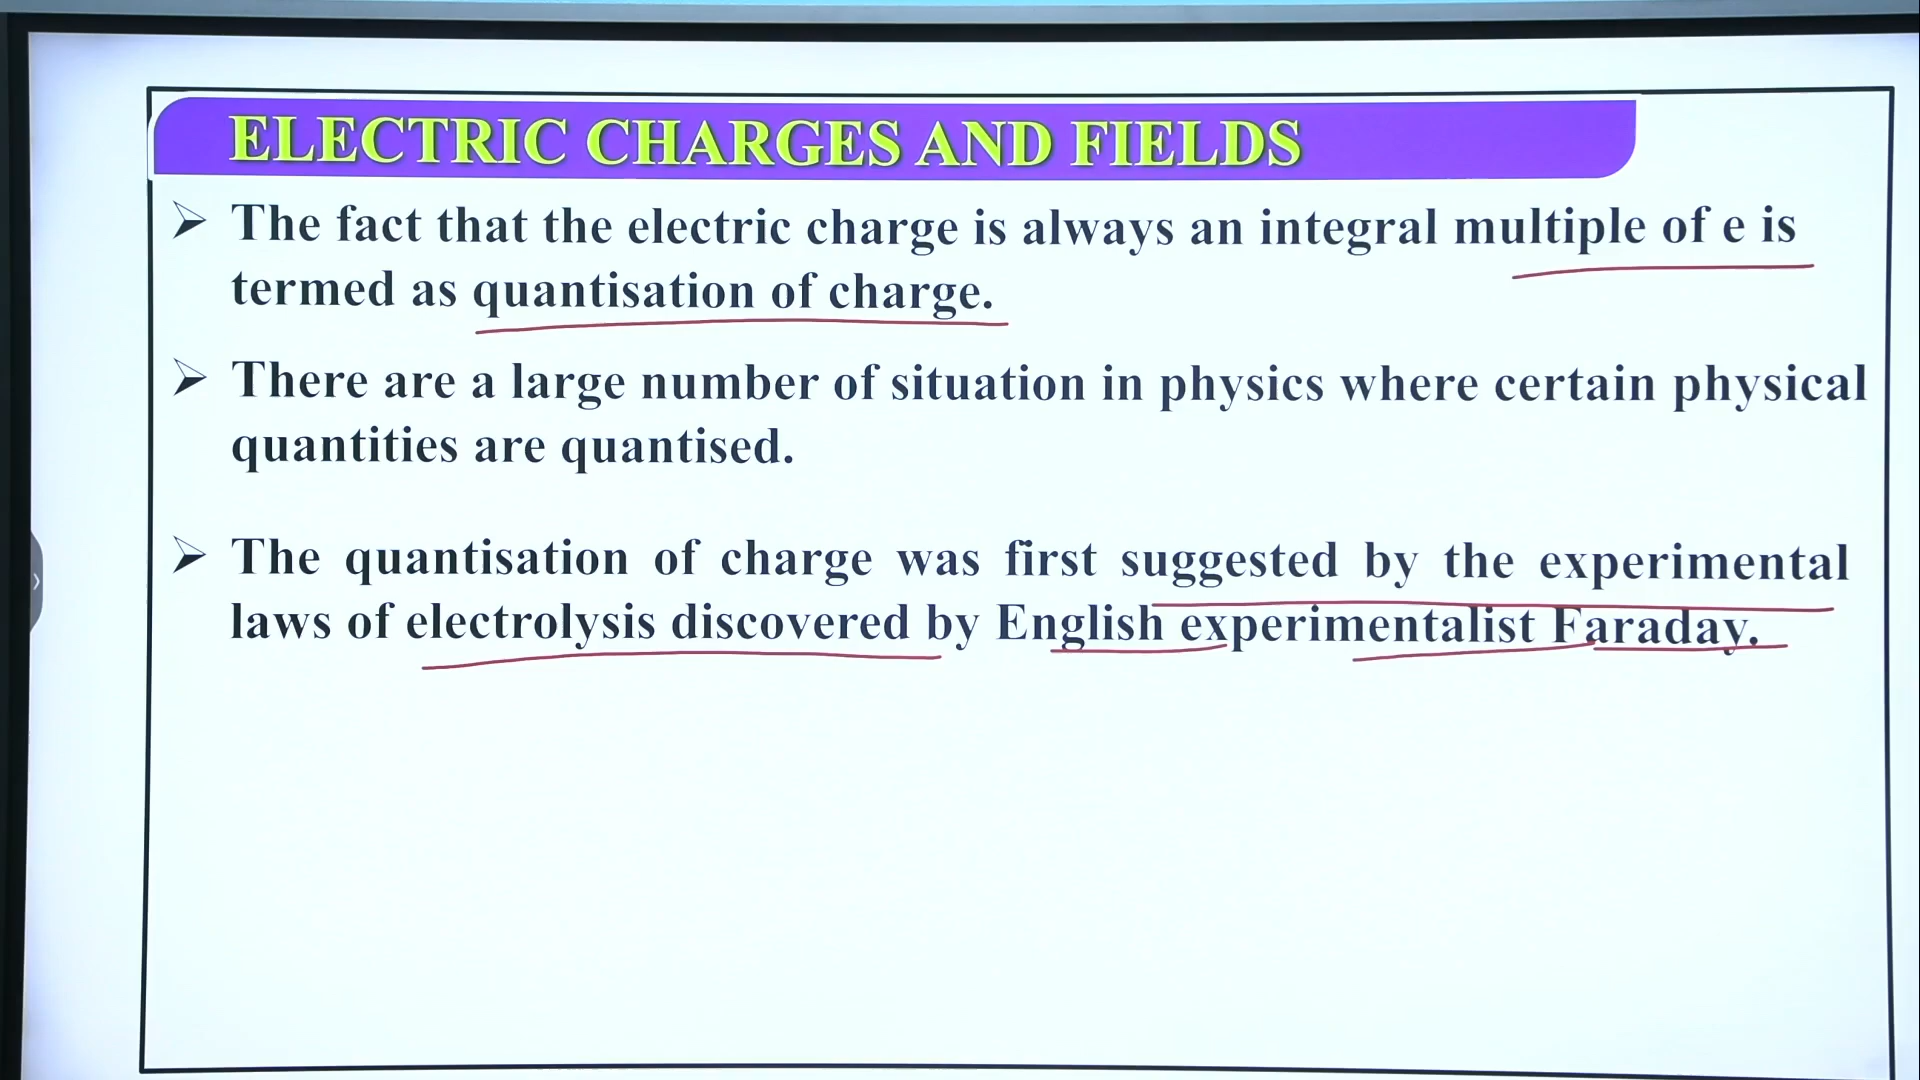 ELECTRIC CHARGES AND FIELDS
➢ The fact that the electric charge is always an integral multiple of e is
termed as quantisation of charge.
➢ There are a large number of situation in physics where certain physical
quantities are quantised.
➢ The quantisation of charge was first suggested by the experimental
laws of electrolysis discovered by English experimentalist Faraday.